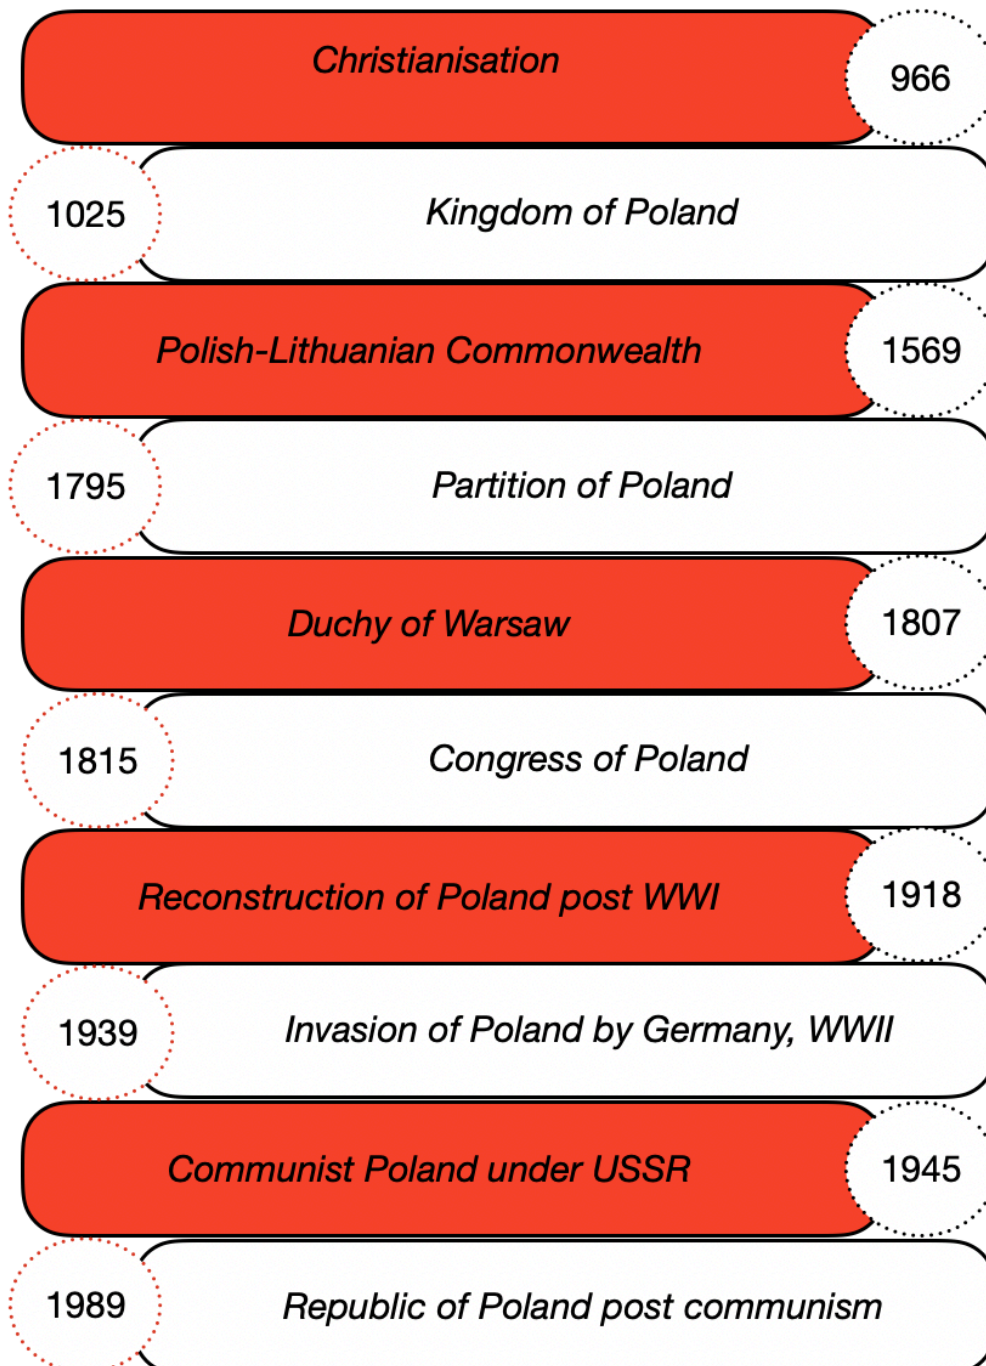 Christianisation
966
1025
Kingdom of Poland
Polish-Lithuanian Commonwealth
1569
1795
Partition of Poland
Duchy of Warsaw
1807
1815
Congress of Poland
Reconstruction of Poland post WWI
1918
1939
Invasion of Poland by Germany, WWII
Communist Poland under USSR
1945
1989
Republic of Poland post communism